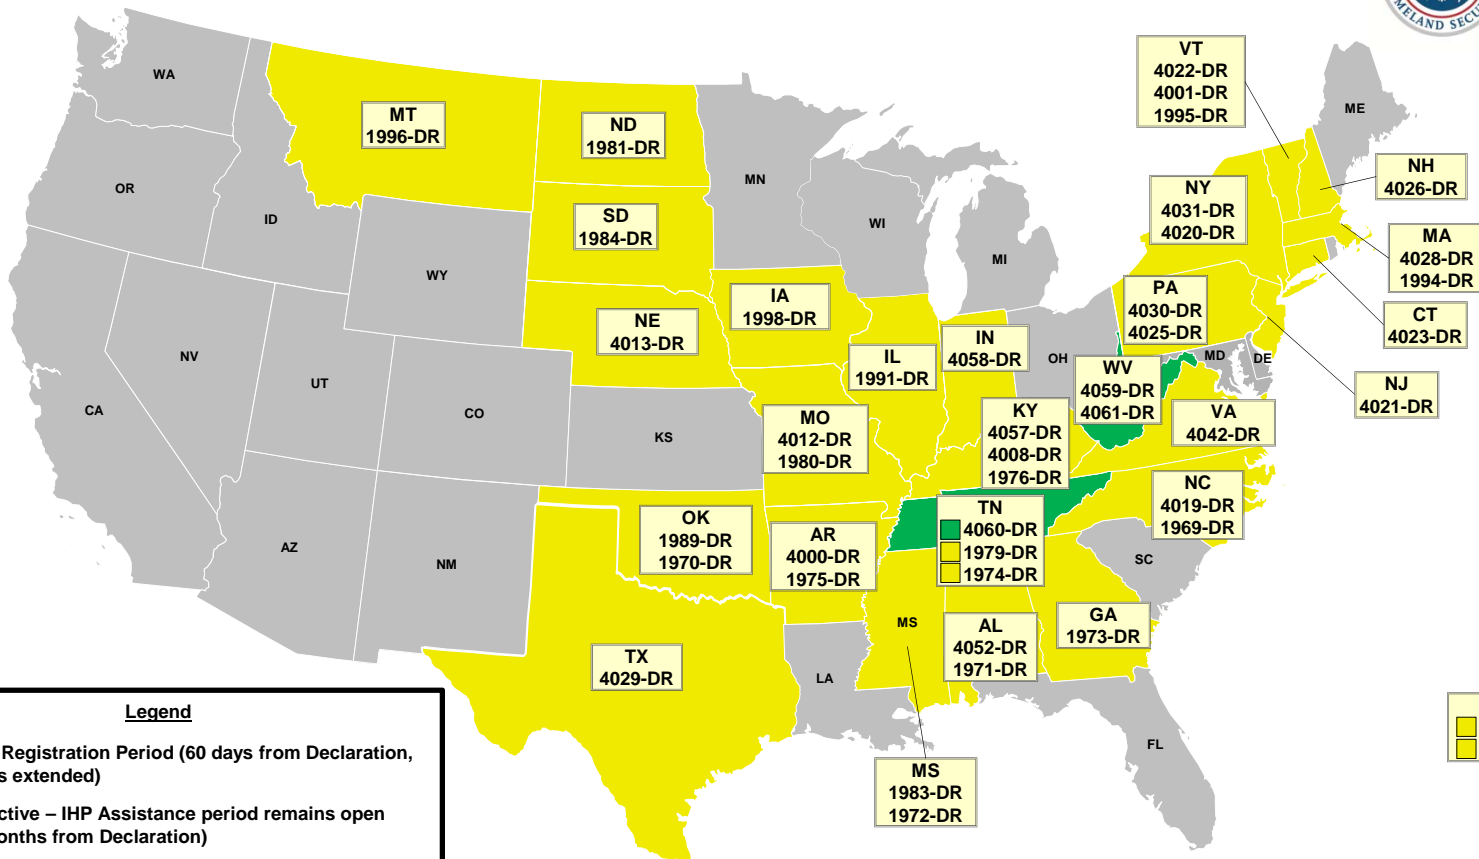 MELAND SECU
WA
OR
CA
NV
ID
UT
AZ
WY
CO
NM
KS
MN
WI
MI
OH
LA
SC
FL
ME
MD
DE
MS
MT
1996-DR
ND
1981-DR
SD
1984-DR
NE
4013-DR
IA
1998-DR
MO
4012-DR
1980-DR
IL
1991-DR
IN
4058-DR
KY
4057-DR
4008-DR
1976-DR
WV
4059-DR
4061-DR
VA
4042-DR
NC
4019-DR
1969-DR
TN
4060-DR
1979-DR
1974-DR
OK
1989-DR
1970-DR
AR
4000-DR
1975-DR
TX
4029-DR
MS
1983-DR
1972-DR
AL
4052-DR
1971-DR
GA
1973-DR
VT
4022-DR
4001-DR
1995-DR
NH
4026-DR
NY
4031-DR
4020-DR
MA
4028-DR
1994-DR
CT
4023-DR
PA
4030-DR
4025-DR
NJ
4021-DR
Legend
Registration Period (60 days from Declaration,
s extended)
ctive – IHP Assistance period remains open
onths from Declaration)